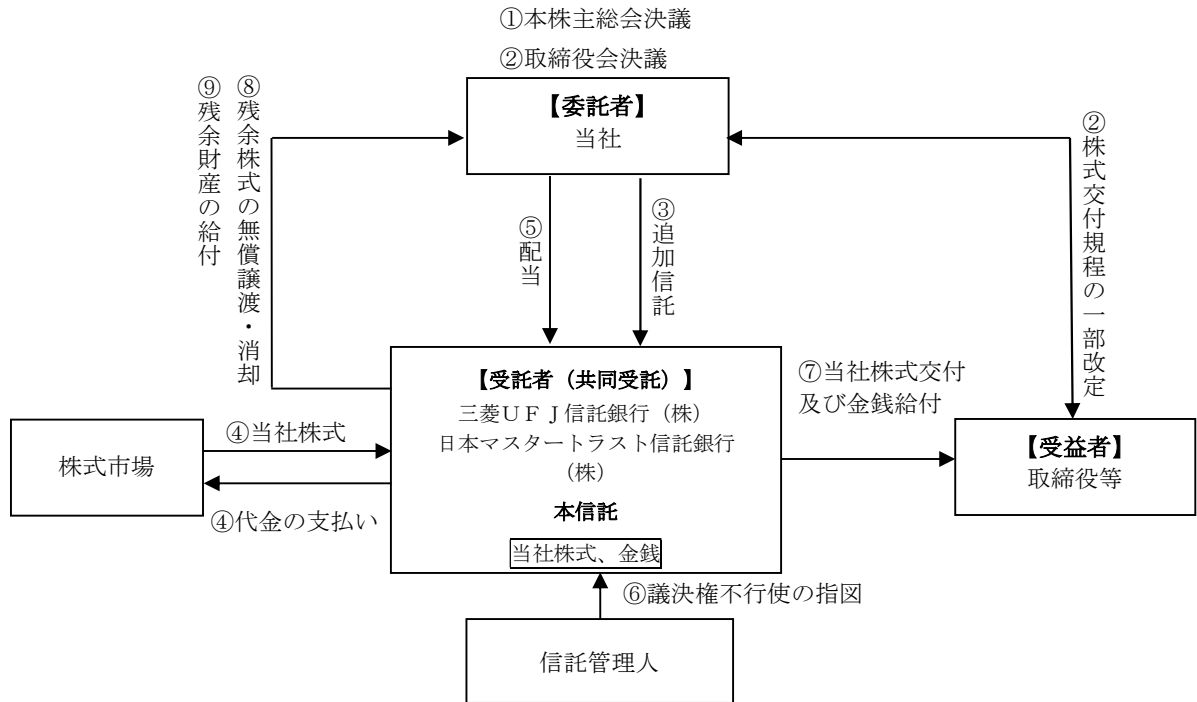 ①本株主総会決議
②取締役会決議
【委託者】
当社
⑨残余財産の給付
⑧残余株式の無償譲渡・消却
⑤配当
③追加信託
②株式交付規程の一部改定
【受託者（共同受託）】
三菱ＵＦＪ信託銀行（株）
日本マスタートラスト信託銀行
（株）
本信託
当社株式、金銭
⑦当社株式交付
及び金銭給付
【受益者】
取締役等
株式市場
④当社株式
④代金の支払い
⑥議決権不行使の指図
信託管理人